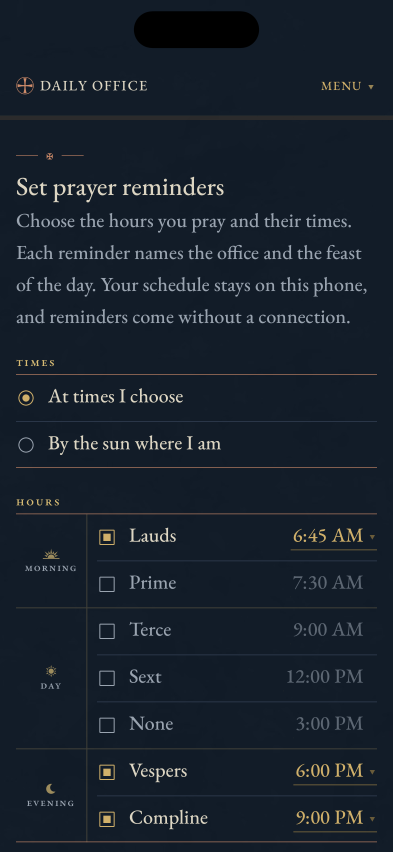 DAILY OFFICE
MENU
Set prayer reminders
Choose the hours you pray and their times.
Each reminder names the office and the feast
of the day. Your schedule stays on this phone,
and reminders come without a connection.
TIMES
At times I choose
By the sun where I am
HOURS
MORNING
Lauds 6:45 AM
Prime 7:30 AM
DAY
Terce 9:00 AM
Sext 12:00 PM
None 3:00 PM
EVENING
Vespers 6:00 PM
Compline 9:00 PM